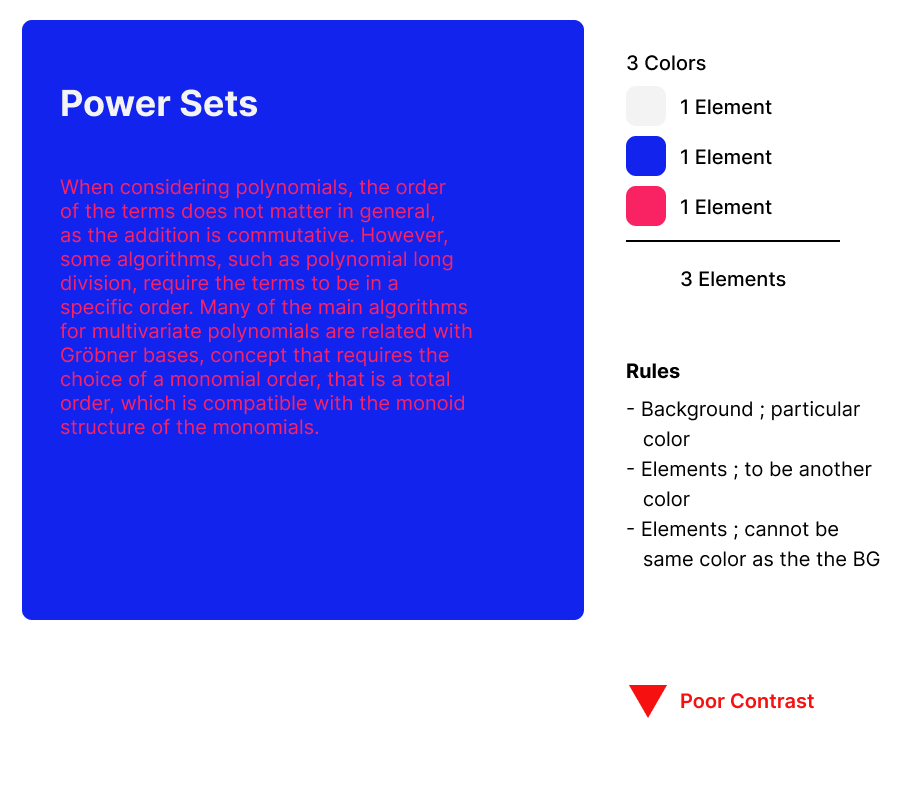 Power Sets
When considering polynomials, the order
of the terms does not matter in general,
as the addition is commutative. However,
some algorithms, such as polynomial long
division, require the terms to be in a
specific order. Many of the main algorithms
for multivariate polynomials are related with
Gröbner bases, concept that requires the
choice of a monomial order, that is a total
order, which is compatible with the monoid
structure of the monomials.
3 Colors
1 Element
1 Element
1 Element
3 Elements
Rules
- Background ; particular
color
- Elements ; to be another
color
- Elements ; cannot be
same color as the the BG
Poor Contrast